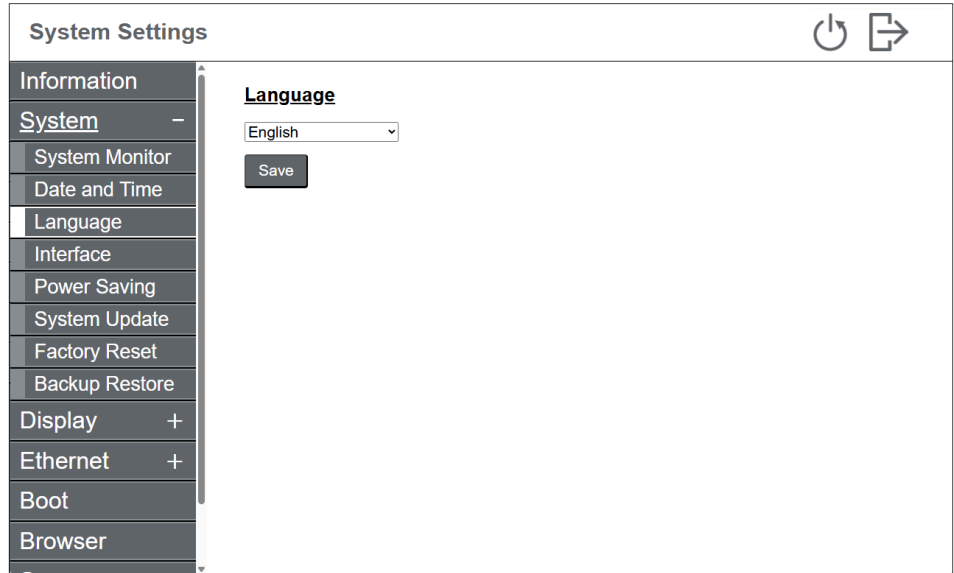 System Settings
Information
System −
System Monitor
Date and Time
Language
Interface
Power Saving
System Update
Factory Reset
Backup Restore
Display +
Ethernet +
Boot
Browser
Language
English
Save